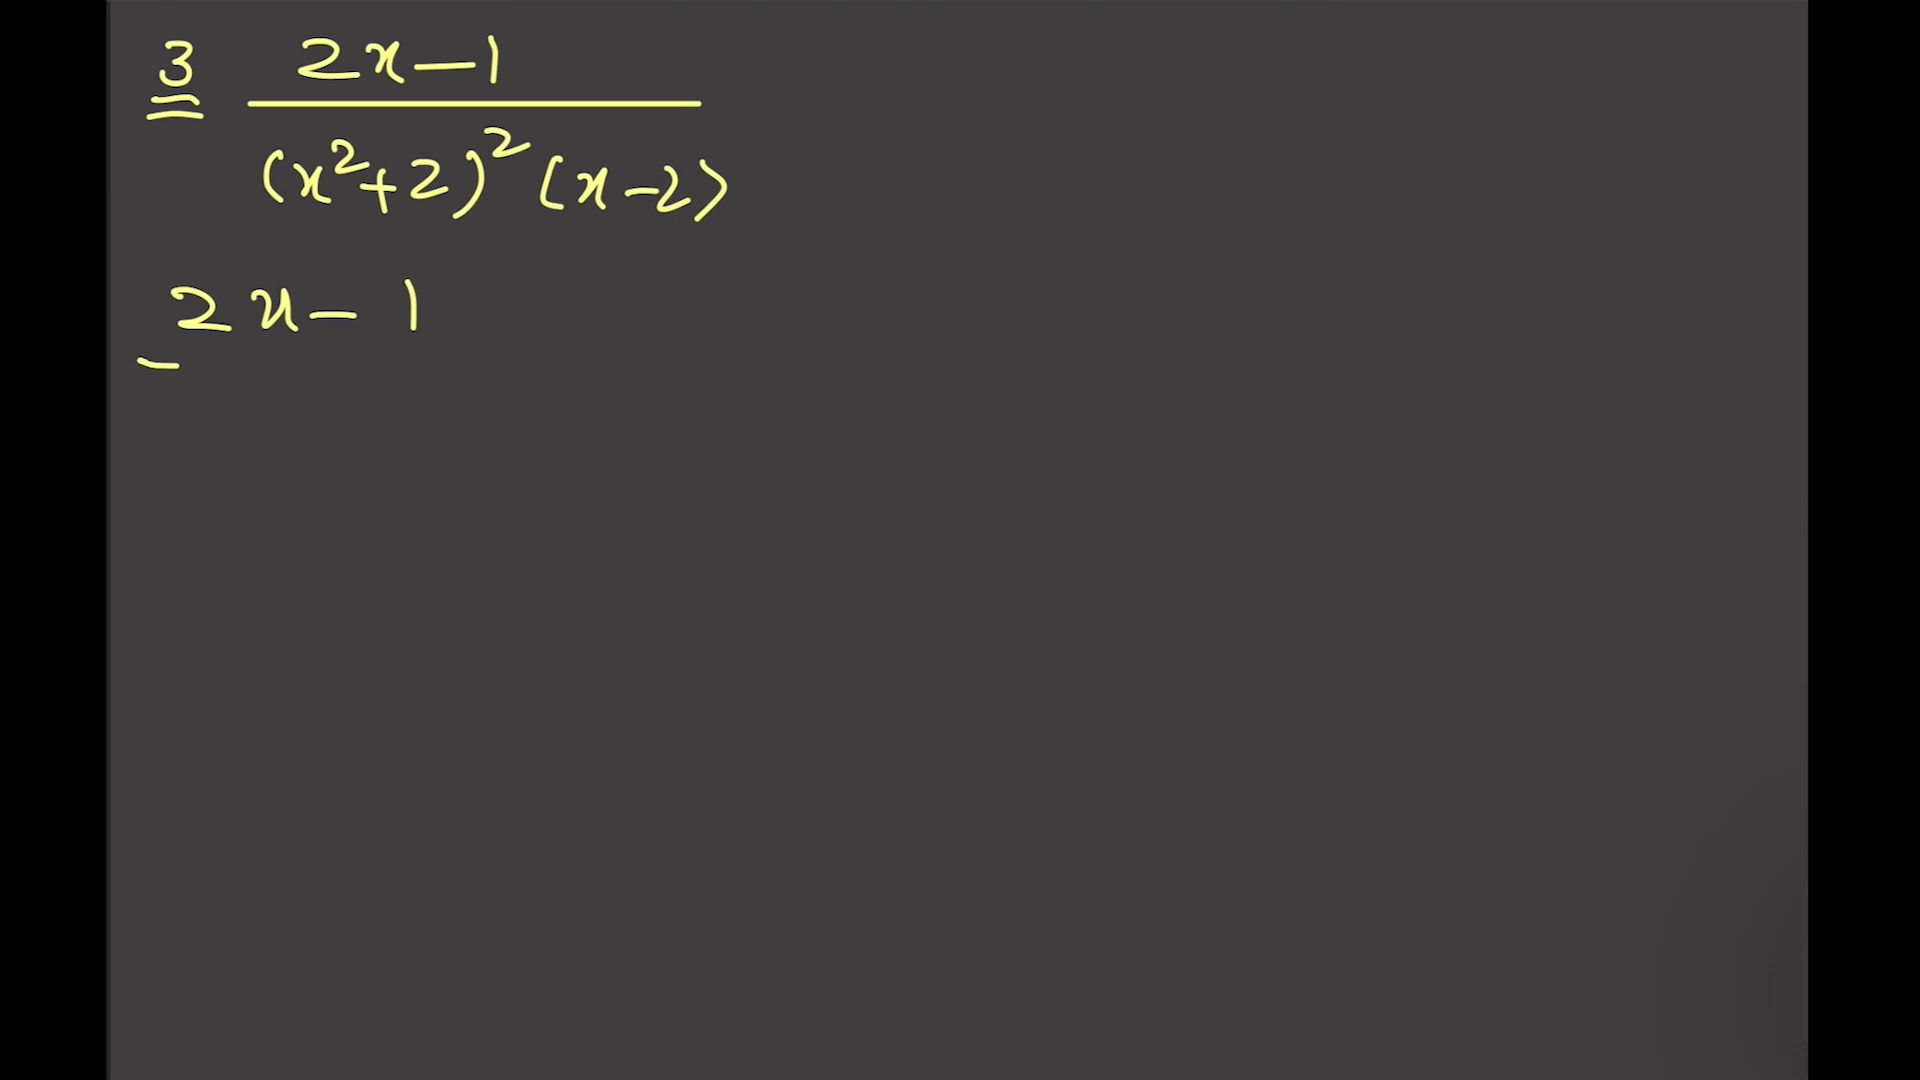 3 2x-1
(x²+2)² (x-2)
2x-1